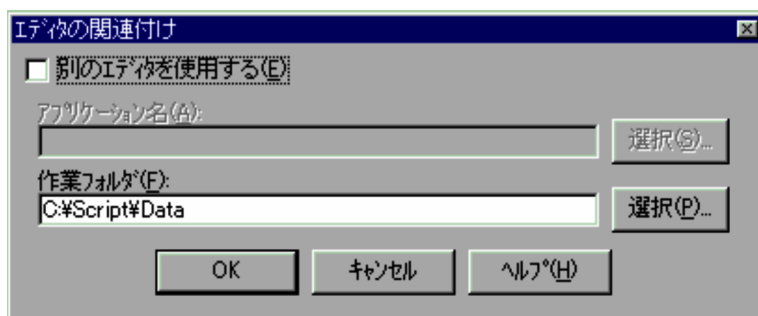 ｴﾃﾞｨﾀの関連付け
別のｴﾃﾞｨﾀを使用する(E)
ｱﾌﾟﾘｹｰｼｮﾝ名(A):
選択(S)...
作業ﾌｫﾙﾀﾞ(F):
C:¥Script¥Data
選択(P)...
OK ｷｬﾝｾﾙ ﾍﾙﾌﾟ(H)